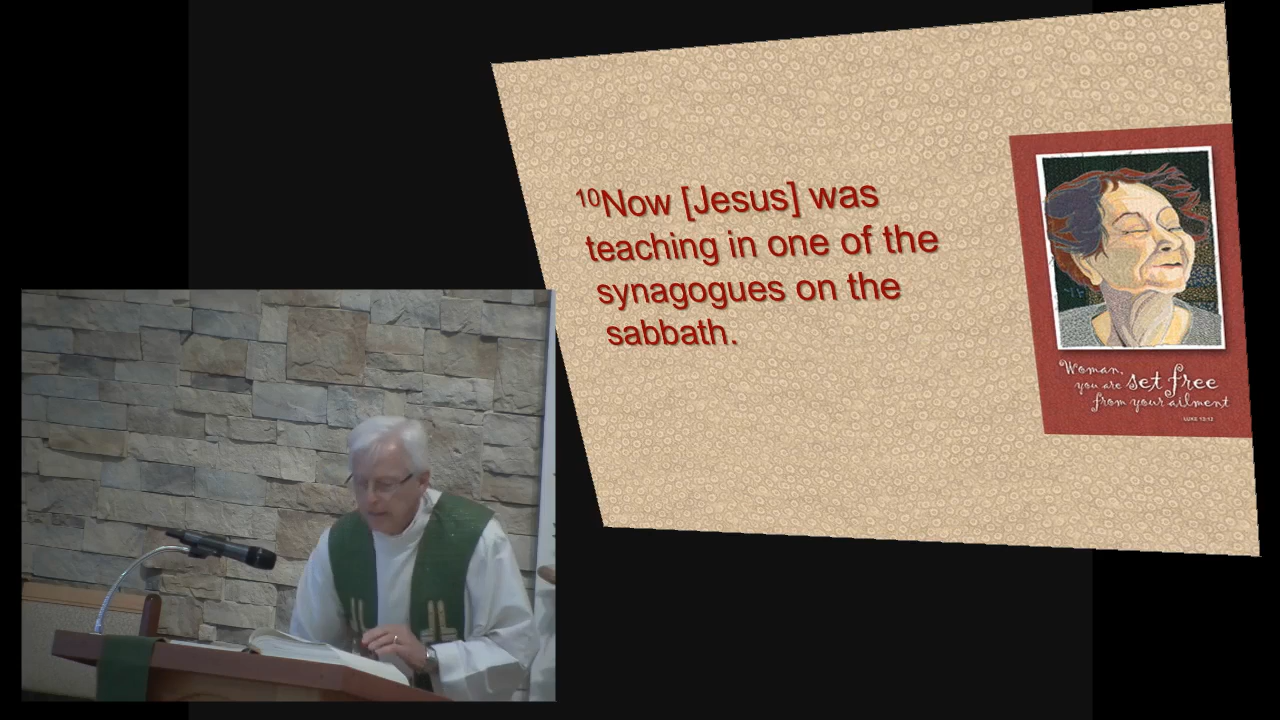 10Now [Jesus] was
teaching in one of the
synagogues on the
sabbath.
Woman,
you are set free
from your ailment
LUKE 13:12